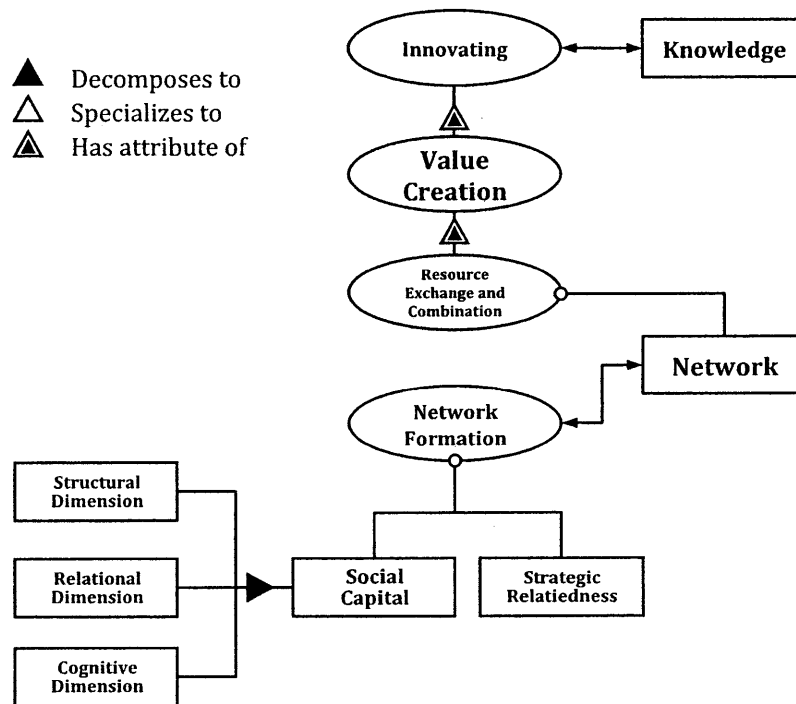 Innovating
Knowledge
Decomposes to
Specializes to
Has attribute of
Value
Creation
Resource
Exchange and
Combination
Network
Network
Formation
Structural
Dimension
Relational
Dimension
Social
Capital
Strategic
Relatiedness
Cognitive
Dimension